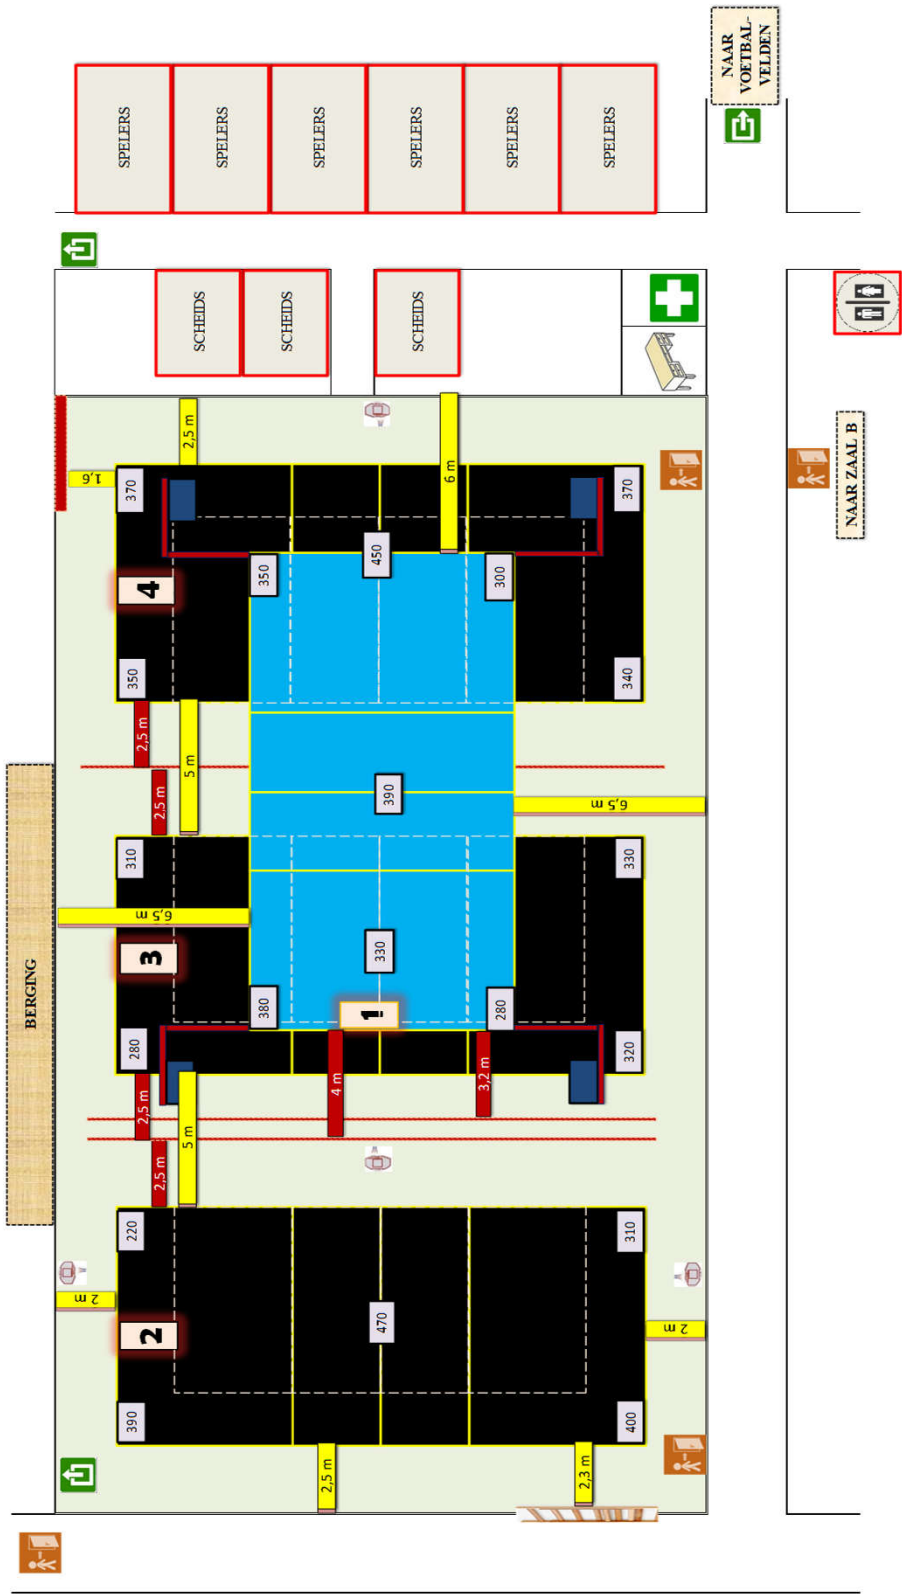 NAAR
VOETBAL-
VELDEN
SPELERS
SPELERS
SPELERS
SPELERS
SPELERS
SPELERS
SCHEIDS
SCHEIDS
SCHEIDS
NAAR ZAAL B
BERGING
1,6
2,5 m
6 m
370
370
4
350
450
300
350
340
2,5 m
5 m
2,5 m
390
6,5 m
310
330
6,5 m
3
330
380
1
280
280
320
2,5 m
4 m
3,2 m
5 m
2,5 m
220
310
2 m
2
470
2 m
390
400
2,5 m
2,3 m